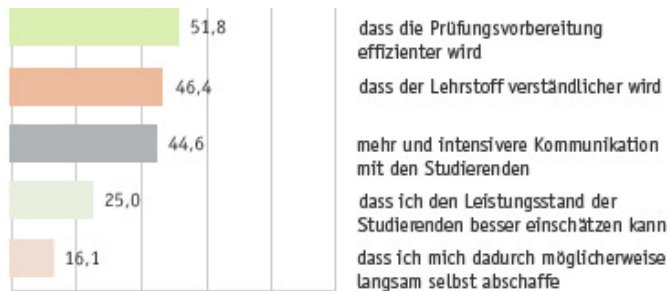 51,8 dass die Prüfungsvorbereitung
effizienter wird
46,4 dass der Lehrstoff verständlicher wird
44,6 mehr und intensivere Kommunikation
mit den Studierenden
25,0 dass ich den Leistungsstand der
Studierenden besser einschätzen kann
16,1 dass ich mich dadurch möglicherweise
langsam selbst abschaffe